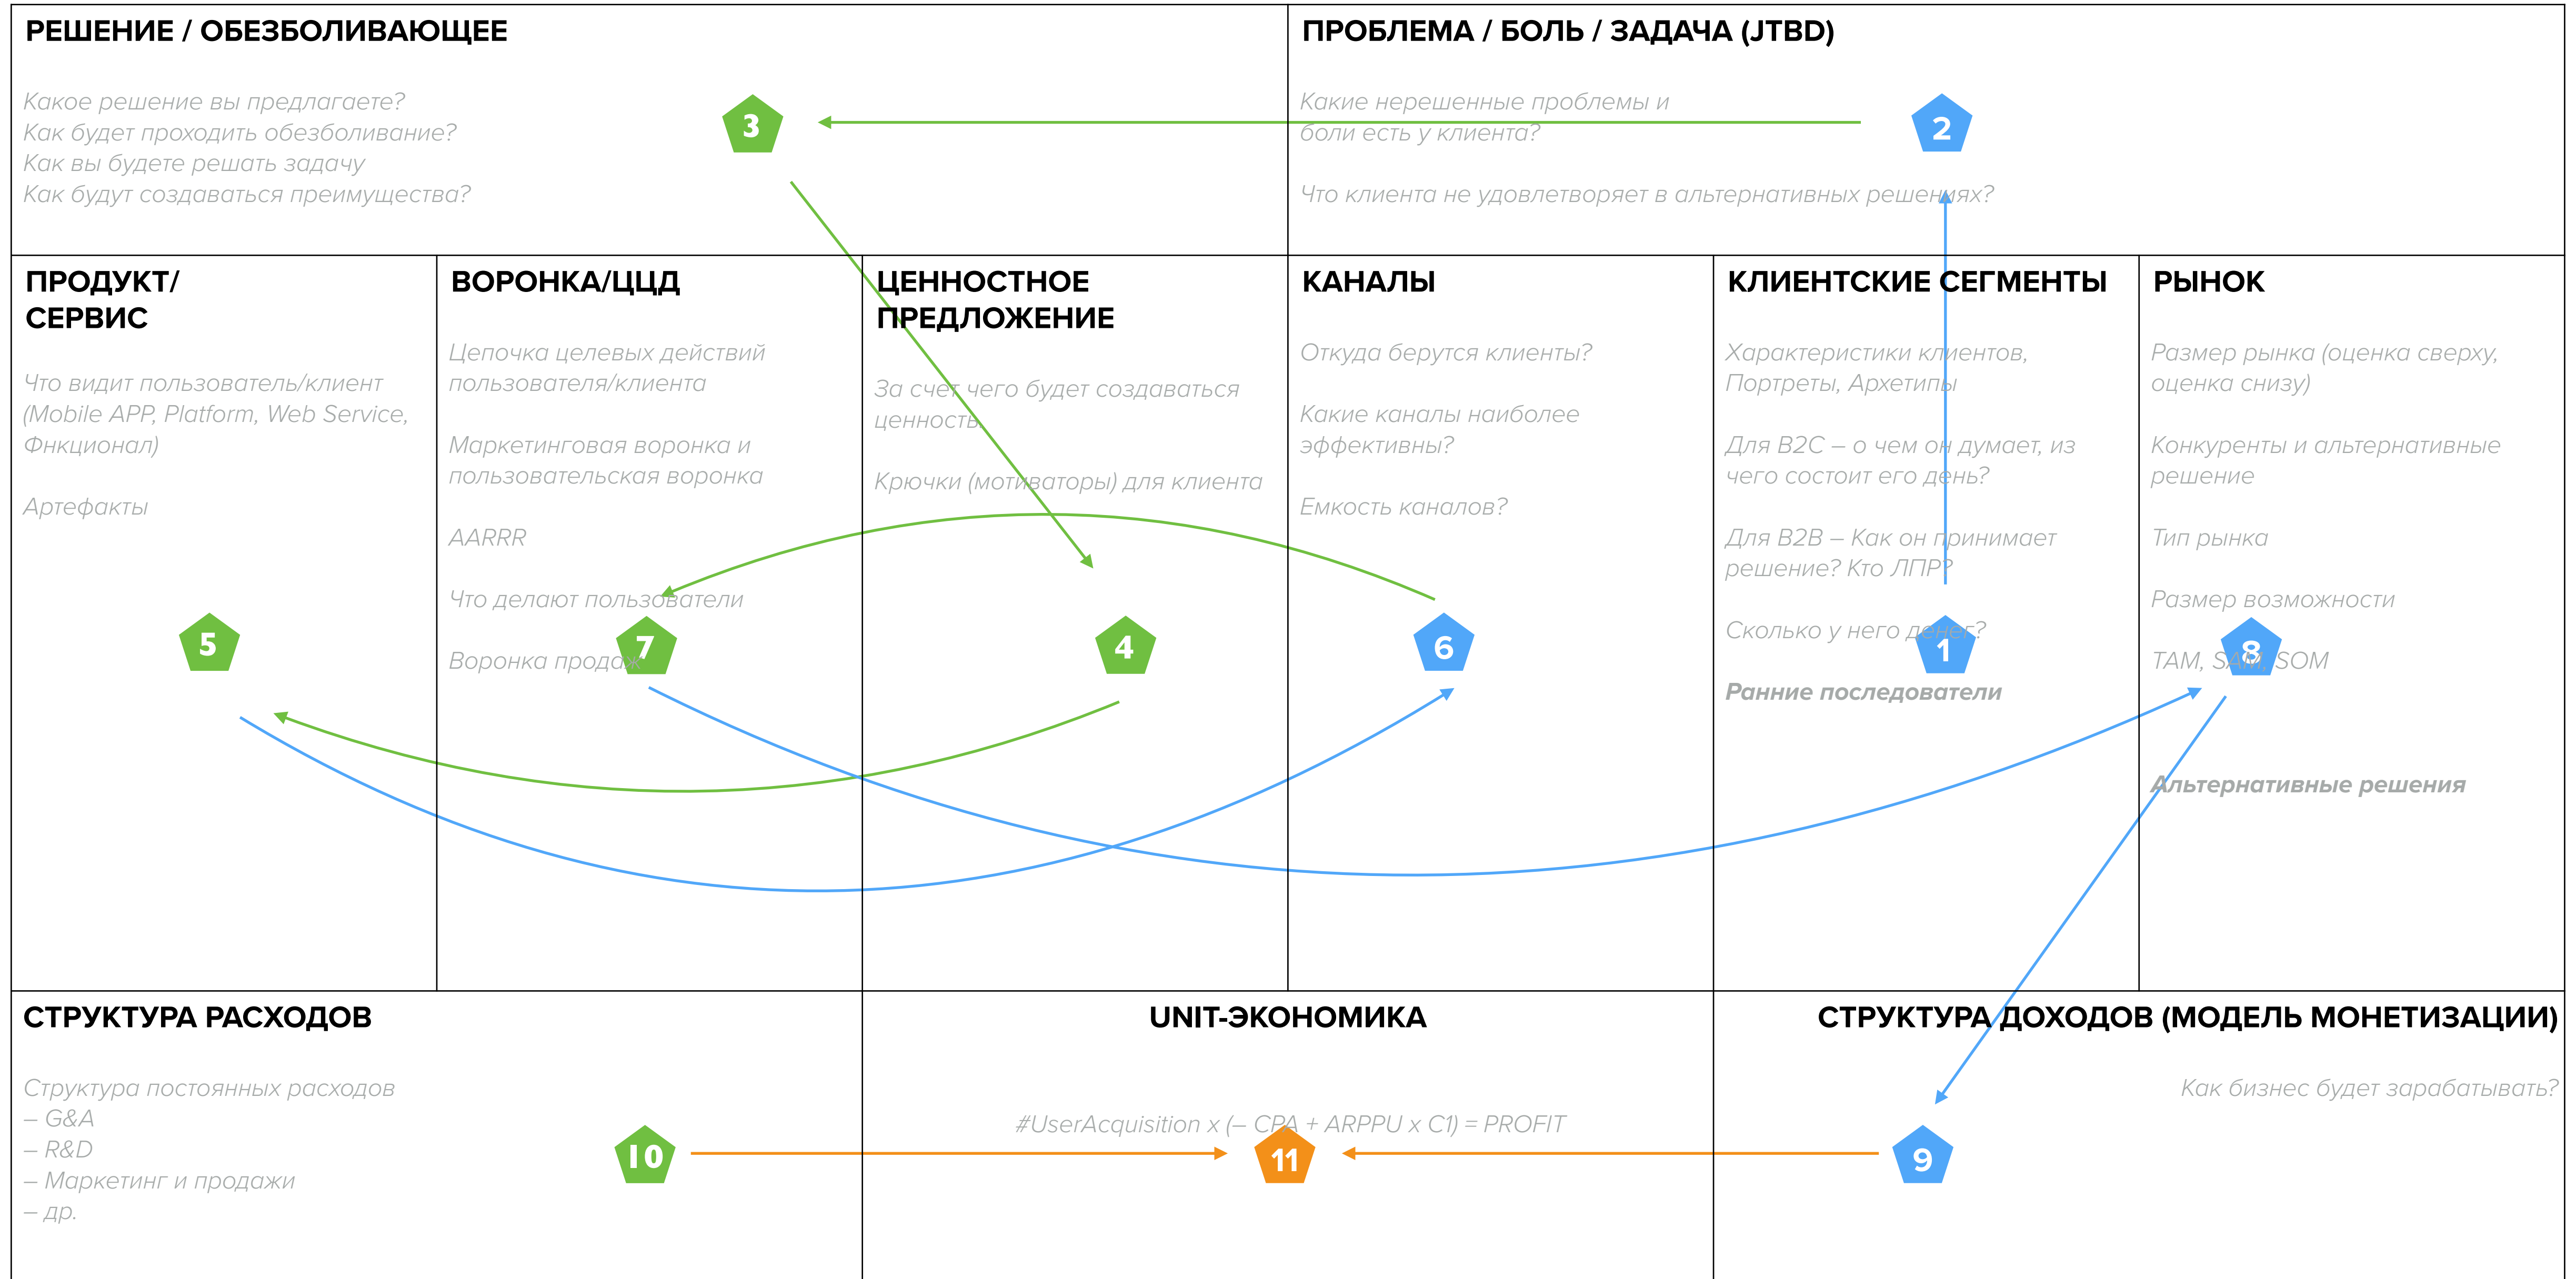 РЕШЕНИЕ / ОБЕЗБОЛИВАЮЩЕЕ
Какое решение вы предлагаете?
Как будет проходить обезболивание?
Как вы будете решать задачу
Как будут создаваться преимущества?
3
ПРОБЛЕМА / БОЛЬ / ЗАДАЧА (JTBD)
Какие нерешенные проблемы и
боли есть у клиента?
Что клиента не удовлетворяет в альтернативных решениях?
2
ПРОДУКТ/
СЕРВИС
Что видит пользователь/клиент
(Mobile APP, Platform, Web Service,
Фнкционал)
Артефакты
5
ВОРОНКА/ЦЦД
Цепочка целевых действий
пользователя/клиента
Маркетинговая воронка и
пользовательская воронка
AARRR
Что делают пользователи
Воронка продаж
7
ЦЕННОСТНОЕ
ПРЕДЛОЖЕНИЕ
За счет чего будет создаваться
ценность.
Крючки (мотиваторы) для клиента
4
КАНАЛЫ
Откуда берутся клиенты?
Какие каналы наиболее
эффективны?
Емкость каналов?
6
КЛИЕНТСКИЕ СЕГМЕНТЫ
Характеристики клиентов,
Портреты, Архетипы
Для B2C – о чем он думает, из
чего состоит его день?
Для B2B – Как он принимает
решение? Кто ЛПР?
Сколько у него денег?
1
Ранние последователи
РЫНОК
Размер рынка (оценка сверху,
оценка снизу)
Конкуренты и альтернативные
решение
Тип рынка
Размер возможности
TAM, SAM, SOM
8
Альтернативные решения
СТРУКТУРА РАСХОДОВ
Структура постоянных расходов
– G&A
– R&D
– Маркетинг и продажи
– др.
10
UNIT-ЭКОНОМИКА
#UserAcquisition x (– CPA + ARPPU x C1) = PROFIT
11
СТРУКТУРА ДОХОДОВ (МОДЕЛЬ МОНЕТИЗАЦИИ)
Как бизнес будет зарабатывать?
9